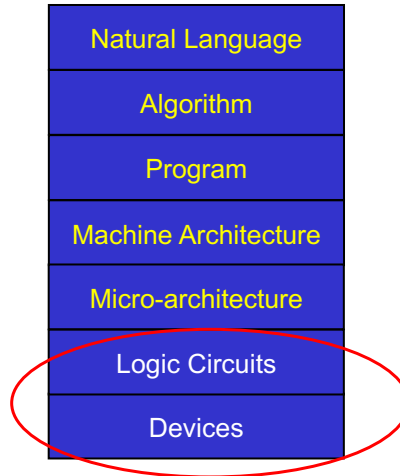 Natural Language
Algorithm
Program
Machine Architecture
Micro-architecture
Logic Circuits
Devices